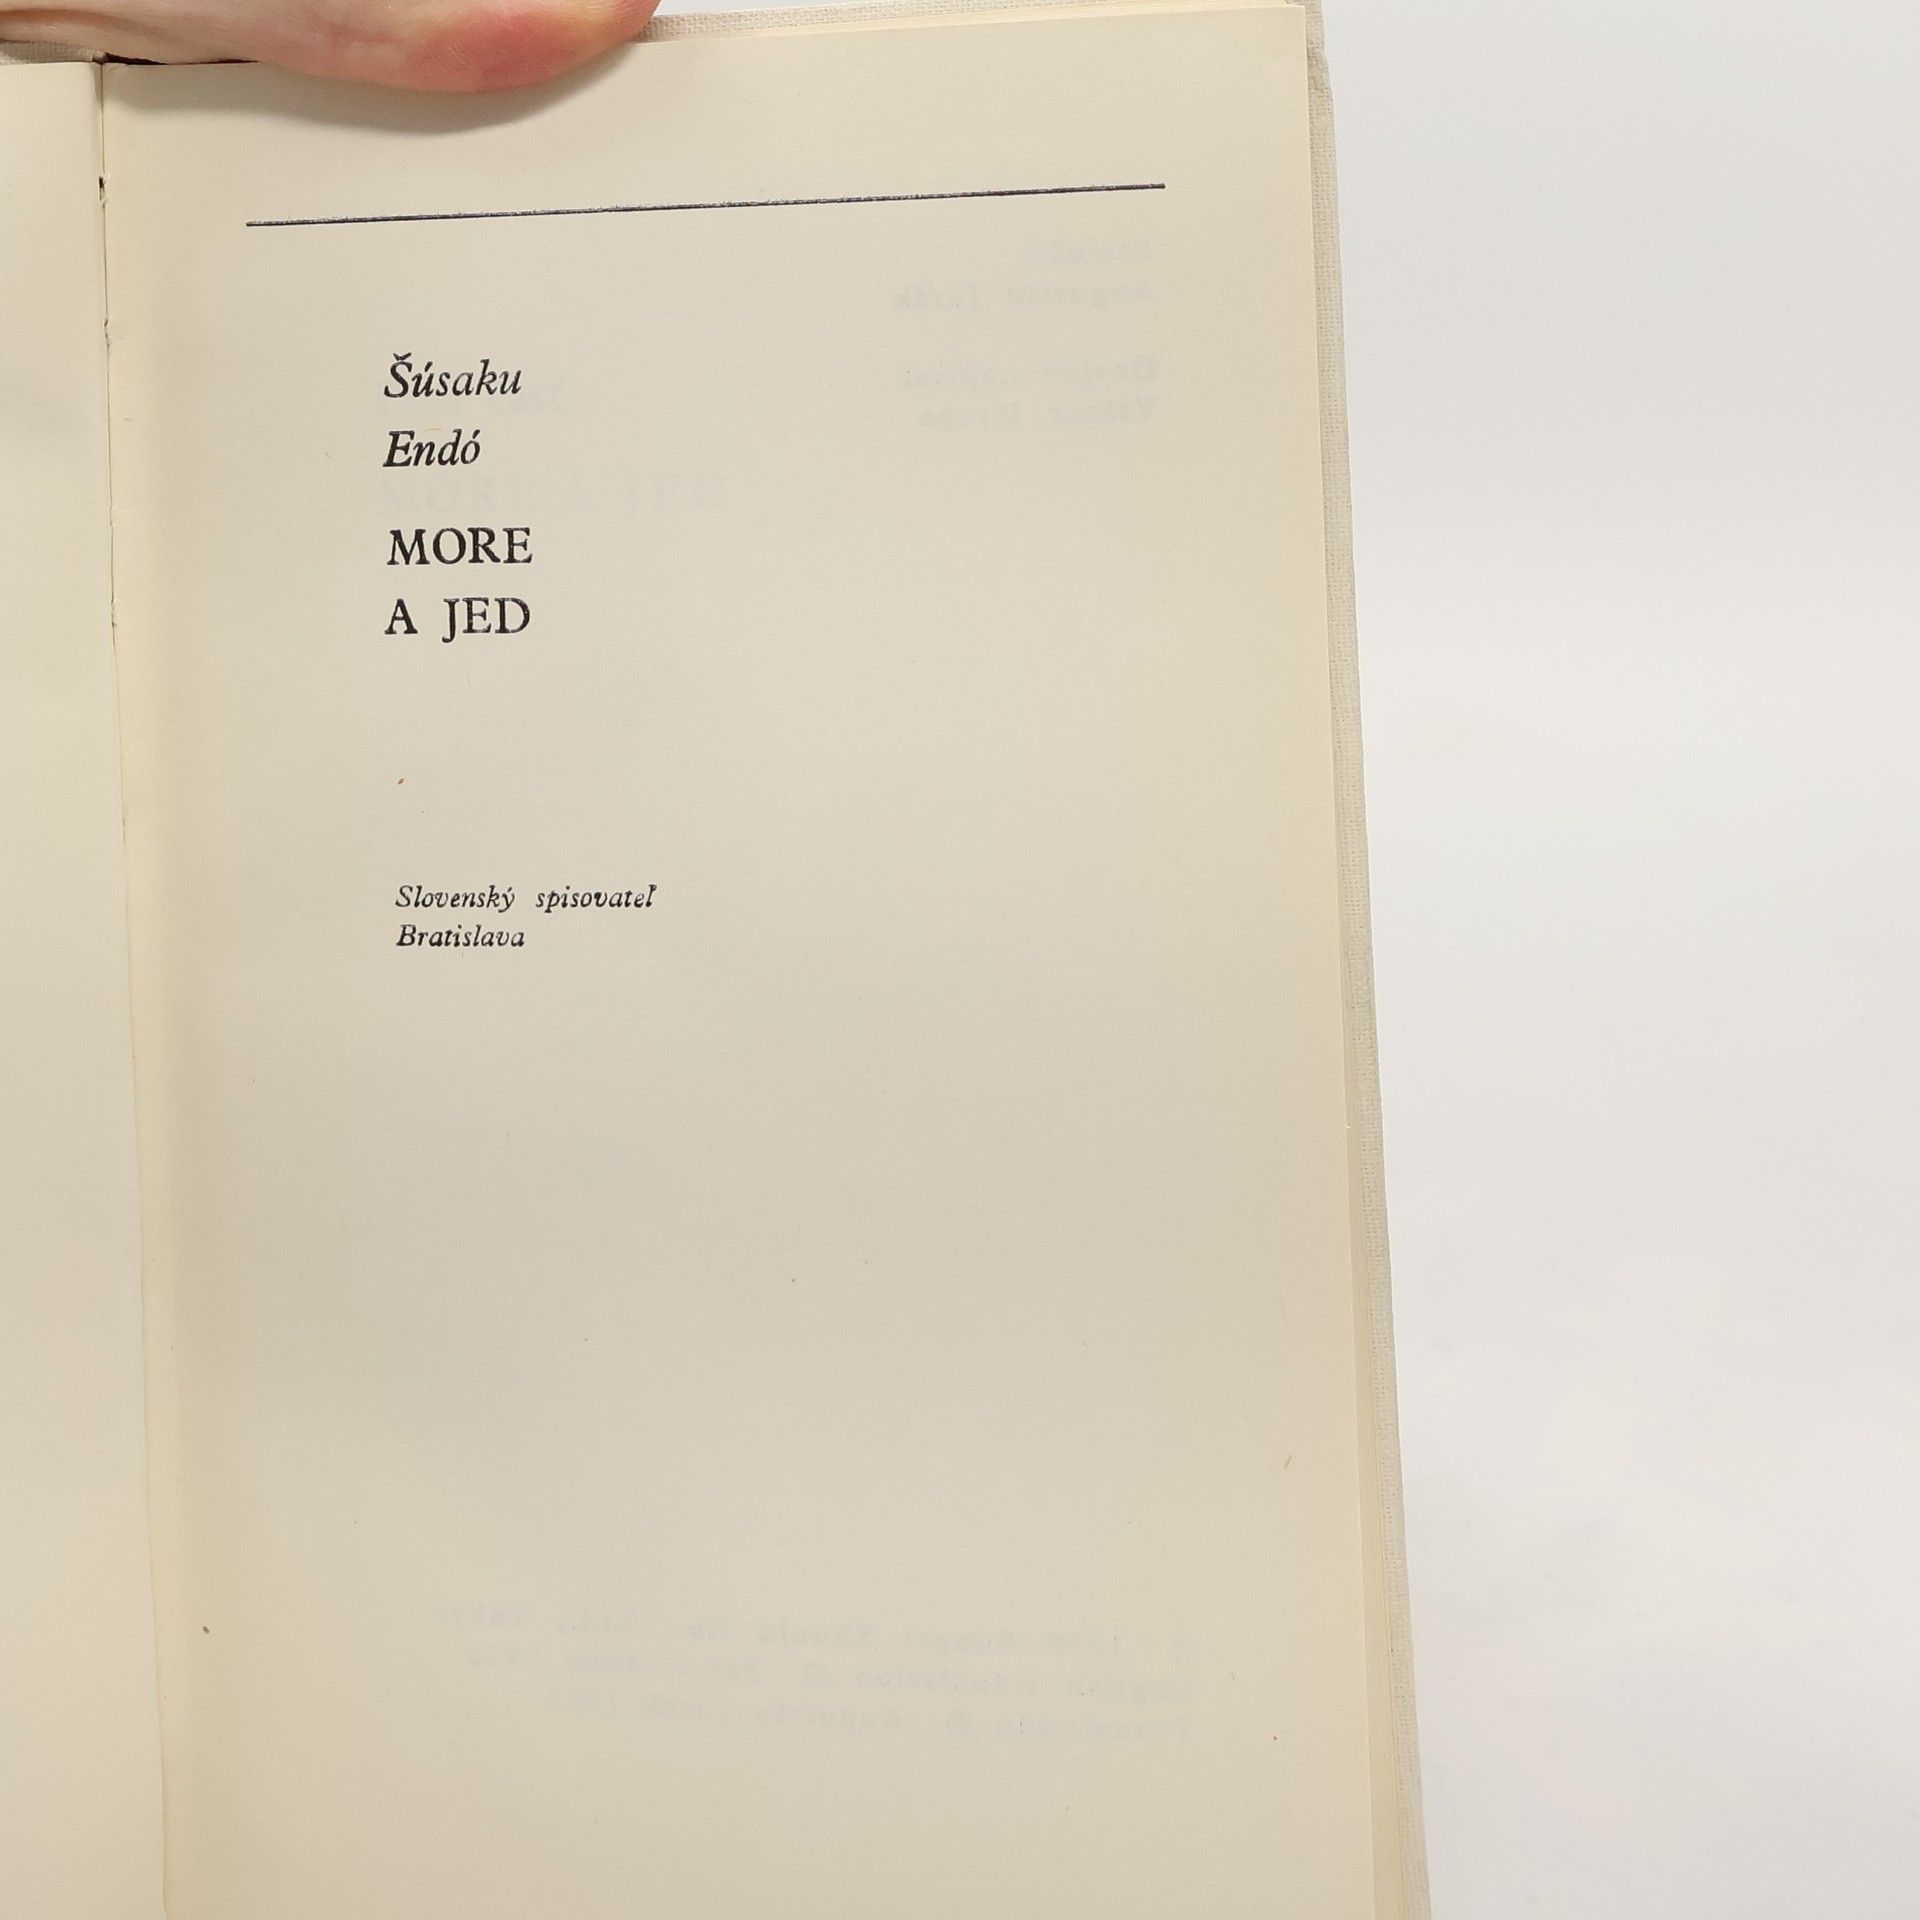 Šúsaku
Endó
MORE
A JED
Slovenský spisovateľ
Bratislava